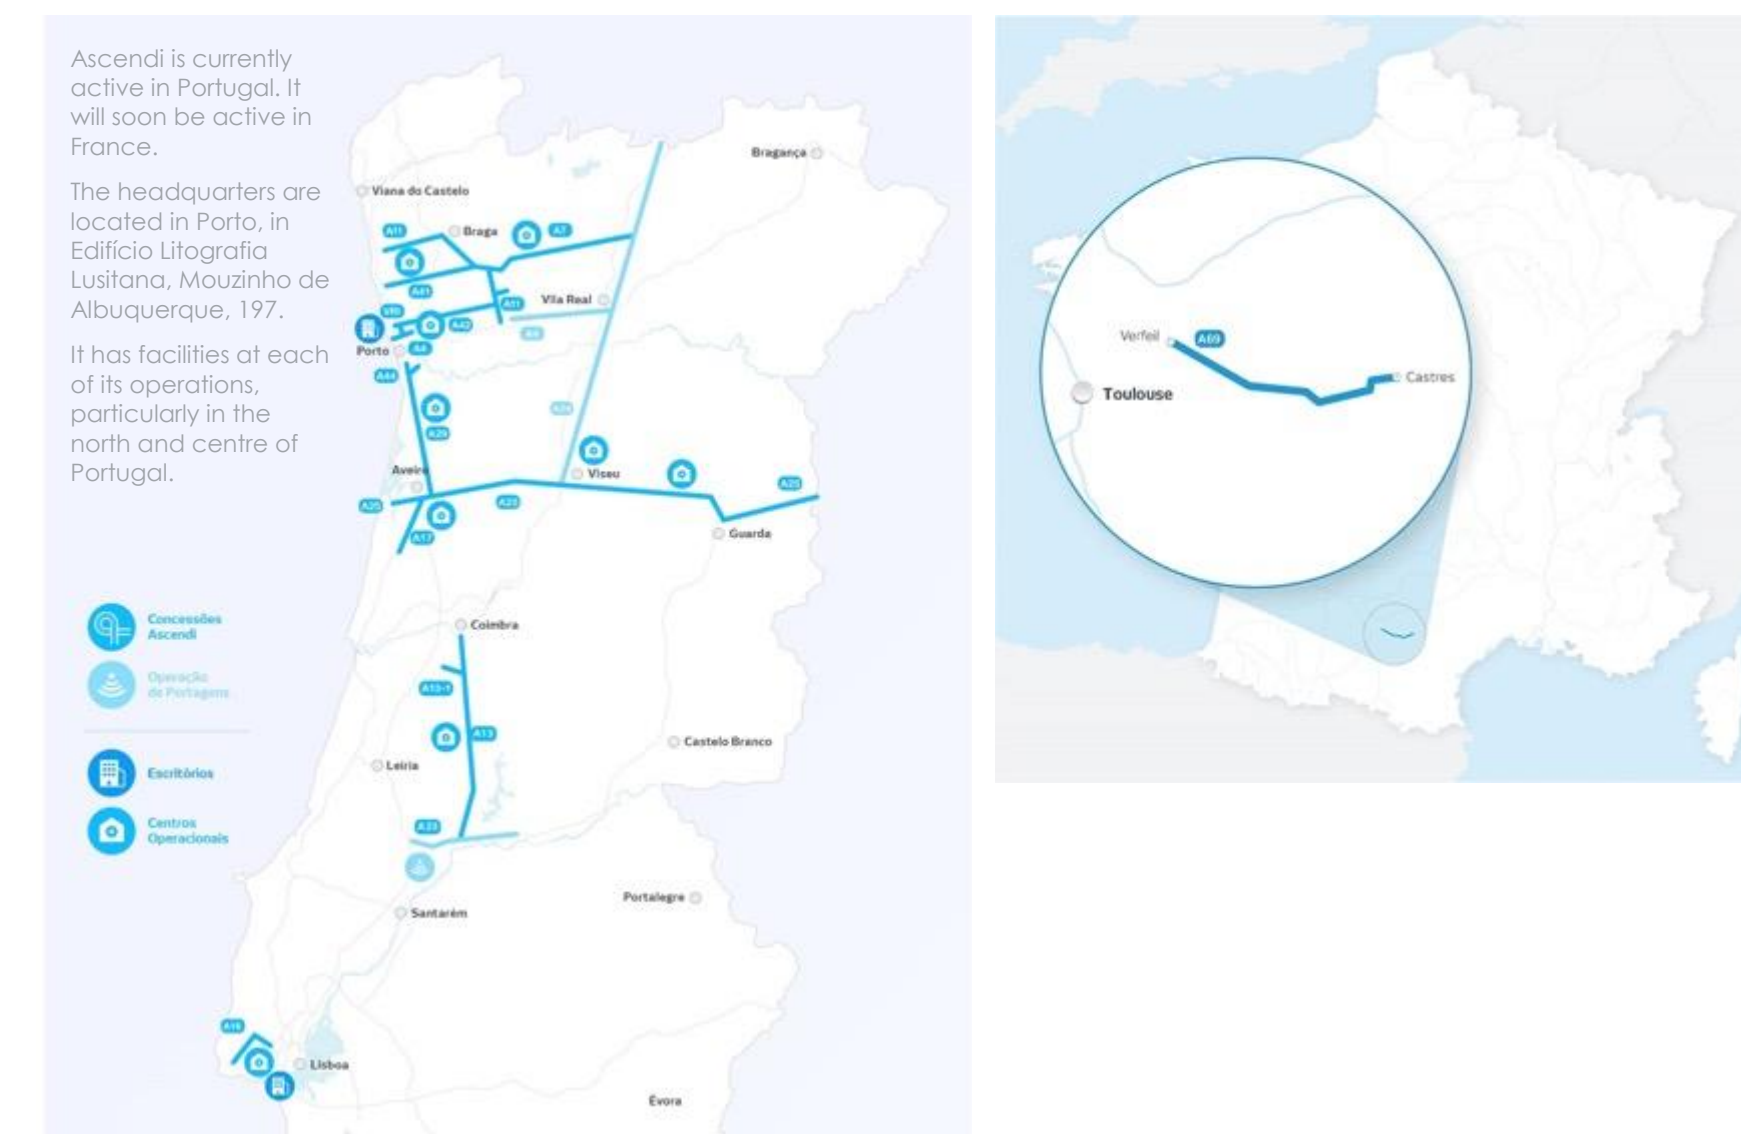 Ascendi is currently
active in Portugal. It
will soon be active in
France.
The headquarters are
located in Porto, in
Edifício Litografia
Lusitana, Mouzinho de
Albuquerque, 197.
It has facilities at each
of its operations,
particularly in the
north and centre of
Portugal.
Bragança
Viana do Castelo
A11
Braga
A7
A41
Vila Real
A11
A42
Porto
A4
A44
A29
Aveiro
Viseu
A25
A25
A25
A17
Guarda
Coimbra
A13-1
A13
Castelo Branco
Leiria
A23
Portalegre
Santarém
A16
Lisboa
Évora
Concessões
Ascendi
Operação
de Portagens
Escritórios
Centros
Operacionais
Verfeil
A69
Castres
Toulouse